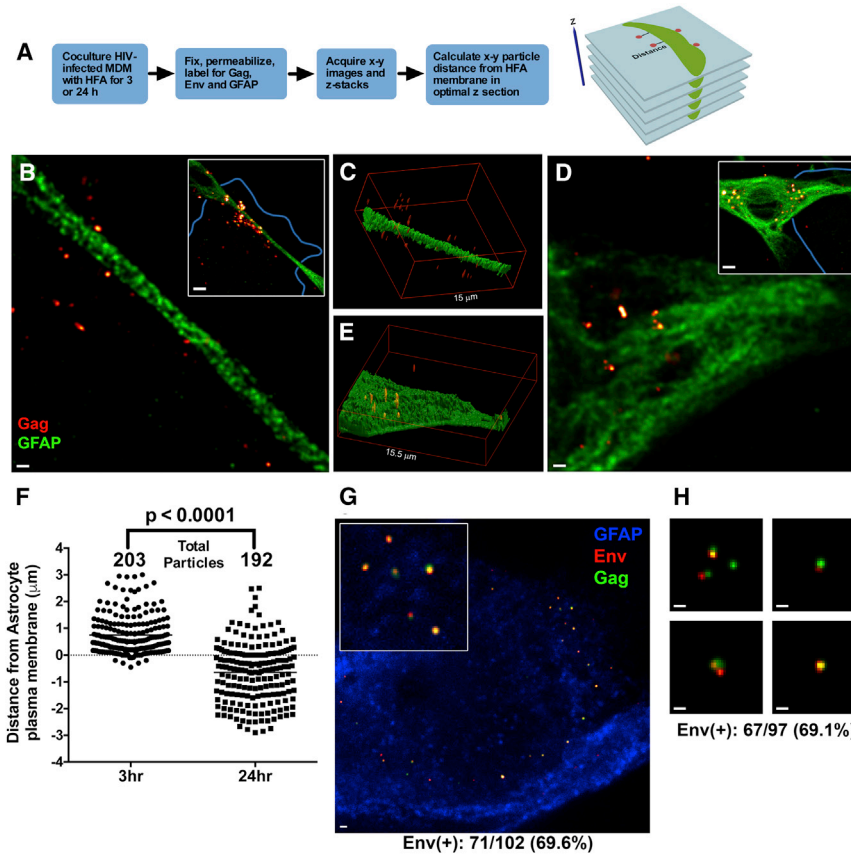 A
Coculture HIV-
infected MDM
with HFA for 3
or 24 h
Fix, permeabilize,
label for Gag,
Env and GFAP
Acquire x-y
images and
z-stacks
Calculate x-y particle
distance from HFA
membrane in
optimal z section
z
Distance
B
Gag
GFAP
C
15 μm
D
E
15.5 μm
F
p < 0.0001
203
Total
Particles
192
Distance from Astrocyte
plasma membrane (μm)
4
3
2
1
0
-1
-2
-3
-4
3hr
24hr
G
GFAP
Env
Gag
Env(+): 71/102 (69.6%)
H
Env(+): 67/97 (69.1%)